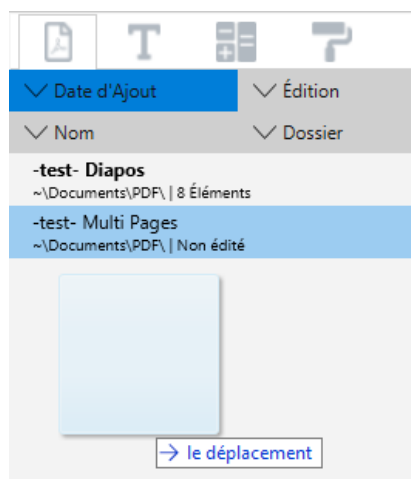 T
Date d'Ajout
Édition
Nom
Dossier
-test- Diapos
~\Documents\PDF\ | 8 Éléments
-test- Multi Pages
~\Documents\PDF\ | Non édité
→ le déplacement